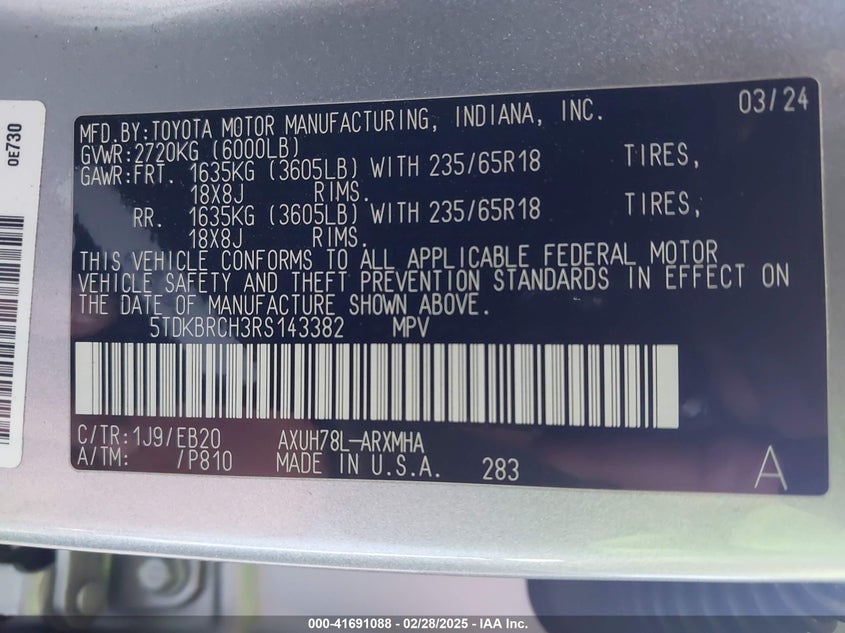 0E730
MFD.BY:TOYOTA MOTOR MANUFACTURING, INDIANA, INC. 03/24
GVWR:2720KG (6000LB)
GAWR:FRT. 1635KG (3605LB) WITH 235/65R18 TIRES,
18X8J RIMS.
RR. 1635KG (3605LB) WITH 235/65R18 TIRES,
18X8J RIMS.
THIS VEHICLE CONFORMS TO ALL APPLICABLE FEDERAL MOTOR
VEHICLE SAFETY AND THEFT PREVENTION STANDARDS IN EFFECT ON
THE DATE OF MANUFACTURE SHOWN ABOVE.
5TDKBRCH3RS143382 MPV
C/TR:1J9/EB20 AXUH78L-ARXMHA
A/TM: /P810 MADE IN U.S.A. 283 A
000-41691088 - 02/28/2025 - IAA Inc.